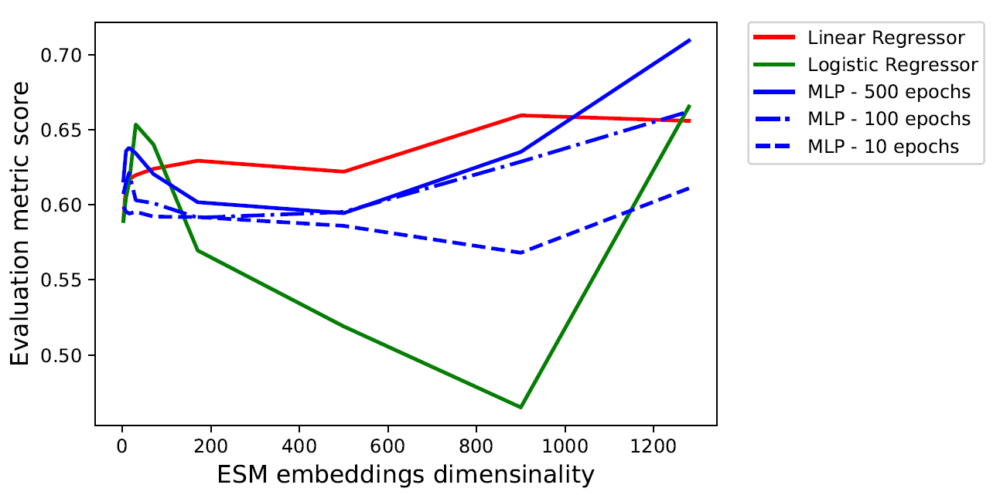 Evaluation metric score
0.70
0.65
0.60
0.55
0.50
0
200
400
600
800
1000
1200
ESM embeddings dimensinality
Linear Regressor
Logistic Regressor
MLP - 500 epochs
MLP - 100 epochs
MLP - 10 epochs